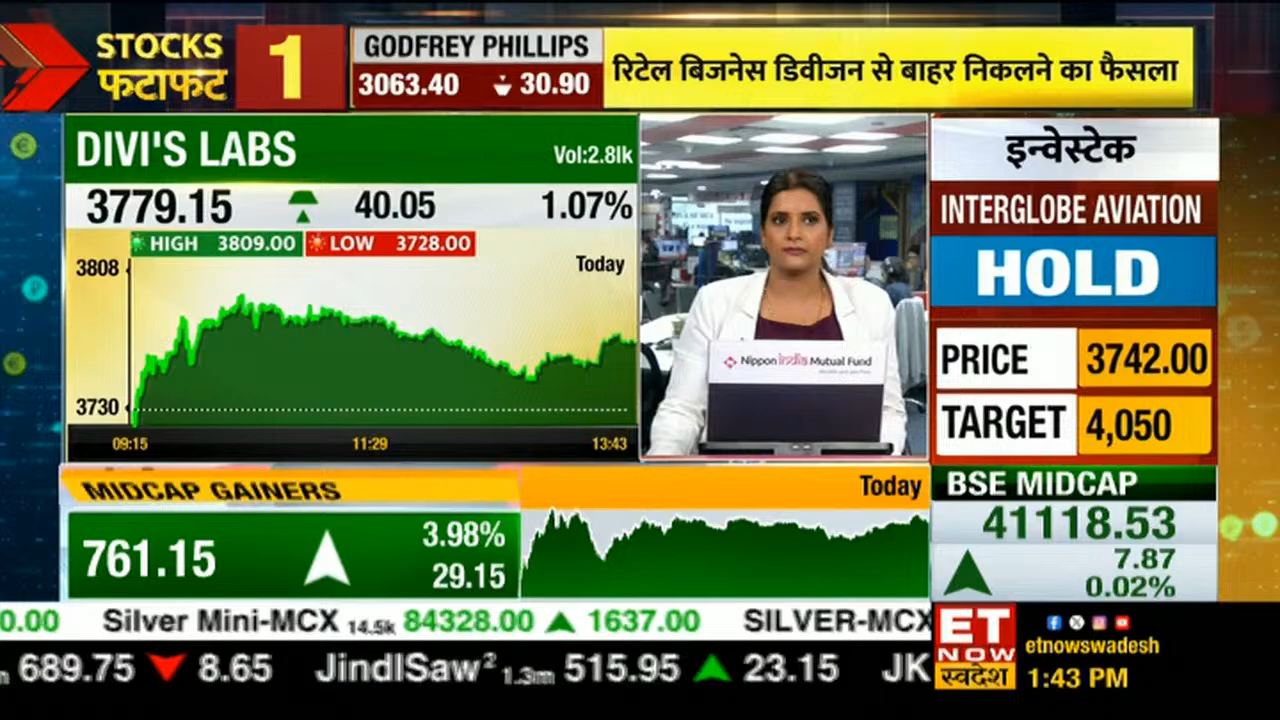 STOCKS
फटाफट
1
GODFREY PHILLIPS
3063.40 30.90
रिटेल बिजनेस डिवीजन से बाहर निकलने का फैसला
DIVI'S LABS
Vol:2.8lk
3779.15 40.05 1.07%
HIGH 3809.00 LOW 3728.00
Today
3808
3730
09:15 11:29 13:43
Nippon india Mutual Fund
इन्वेस्टेक
INTERGLOBE AVIATION
HOLD
PRICE 3742.00
TARGET 4,050
MIDCAP GAINERS
Today
761.15
3.98%
29.15
BSE MIDCAP
41118.53
7.87
0.02%
0.00 Silver Mini-MCX 14.5k 84328.00 1637.00 SILVER-MCX
689.75 8.65 JindlSaw² 1.3m 515.95 23.15 JK
ET
NOW
स्वदेश
etnowswadesh
1:43 PM